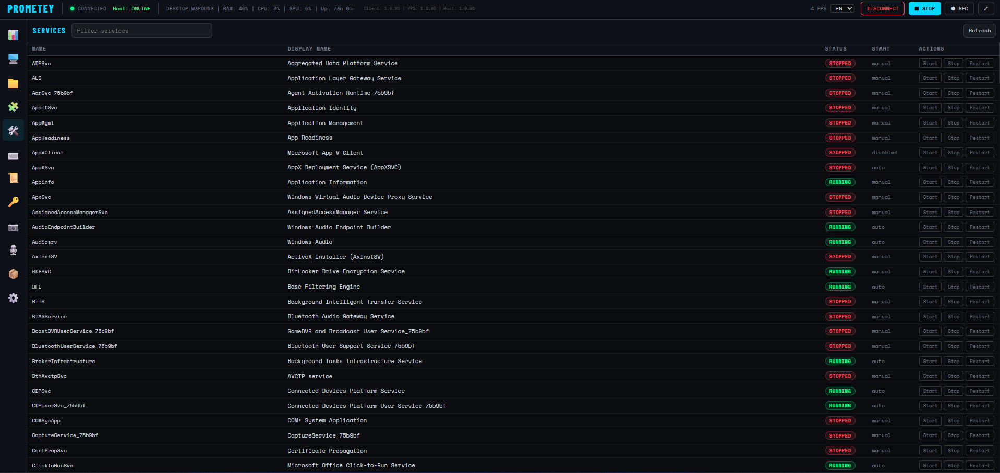 PROMETEY CONNECTED Host: ONLINE DESKTOP-M3POUD3 | RAM: 40% | CPU: 3% | GPU: 5% | Up: 73h 0m Client: 1.0.95 | VPS: 1.0.95 | Host: 1.0.95 4 FPS EN DISCONNECT STOP REC
SERVICES Filter services Refresh
NAME DISPLAY NAME STATUS START ACTIONS
ADPSvc Aggregated Data Platform Service STOPPED manual Start Stop Restart
ALG Application Layer Gateway Service STOPPED manual Start Stop Restart
AarSvc_75b9bf Agent Activation Runtime_75b9bf STOPPED manual Start Stop Restart
AppIDSvc Application Identity STOPPED manual Start Stop Restart
AppMgmt Application Management STOPPED manual Start Stop Restart
AppReadiness App Readiness STOPPED manual Start Stop Restart
AppVClient Microsoft App-V Client STOPPED disabled Start Stop Restart
AppXSvc AppX Deployment Service (AppXSVC) STOPPED auto Start Stop Restart
Appinfo Application Information RUNNING manual Start Stop Restart
ApxSvc Windows Virtual Audio Device Proxy Service STOPPED manual Start Stop Restart
AssignedAccessManagerSvc AssignedAccessManager Service STOPPED manual Start Stop Restart
AudioEndpointBuilder Windows Audio Endpoint Builder RUNNING auto Start Stop Restart
Audiosrv Windows Audio RUNNING auto Start Stop Restart
AxInstSV ActiveX Installer (AxInstSV) STOPPED manual Start Stop Restart
BDESVC BitLocker Drive Encryption Service RUNNING manual Start Stop Restart
BFE Base Filtering Engine RUNNING auto Start Stop Restart
BITS Background Intelligent Transfer Service STOPPED manual Start Stop Restart
BTAGService Bluetooth Audio Gateway Service STOPPED manual Start Stop Restart
BcastDVRUserService_75b9bf GameDVR and Broadcast User Service_75b9bf STOPPED manual Start Stop Restart
BluetoothUserService_75b9bf Bluetooth User Support Service_75b9bf STOPPED manual Start Stop Restart
BrokerInfrastructure Background Tasks Infrastructure Service RUNNING auto Start Stop Restart
BthAvctpSvc AVCTP service STOPPED manual Start Stop Restart
CDPSvc Connected Devices Platform Service RUNNING auto Start Stop Restart
CDPUserSvc_75b9bf Connected Devices Platform User Service_75b9bf RUNNING auto Start Stop Restart
COMSysApp COM+ System Application STOPPED manual Start Stop Restart
CaptureService_75b9bf CaptureService_75b9bf STOPPED manual Start Stop Restart
CertPropSvc Certificate Propagation STOPPED manual Start Stop Restart
ClickToRunSvc Microsoft Office Click-to-Run Service RUNNING auto Start Stop Restart